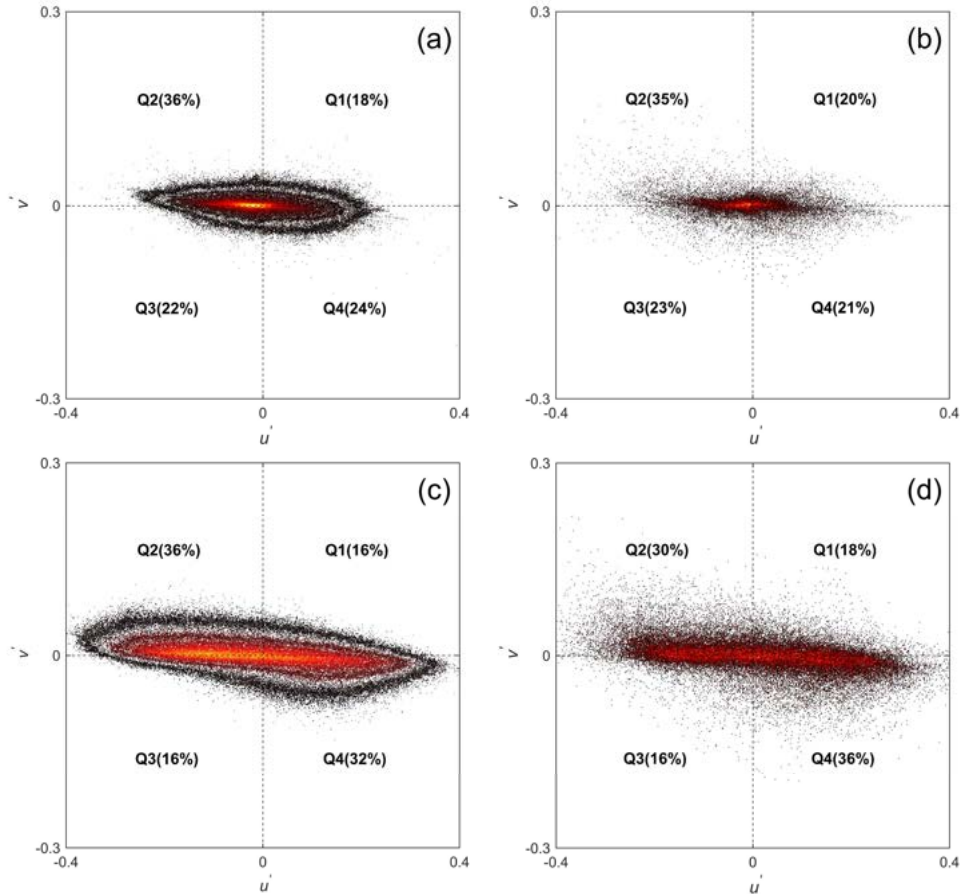 0.3
(a)
Q2(36%)
Q1(18%)
v'
0
Q3(22%)
Q4(24%)
-0.3
-0.4
0
0.4
u'
(b)
Q2(35%)
Q1(20%)
0
Q3(23%)
Q4(21%)
-0.3
-0.4
0
0.4
u'
0.3
v'
0.3
(c)
Q2(36%)
Q1(16%)
v'
0
Q3(16%)
Q4(32%)
-0.3
-0.4
0
0.4
u'
0.3
(d)
Q2(30%)
Q1(18%)
v'
0
Q3(16%)
Q4(36%)
-0.3
-0.4
0
0.4
u'